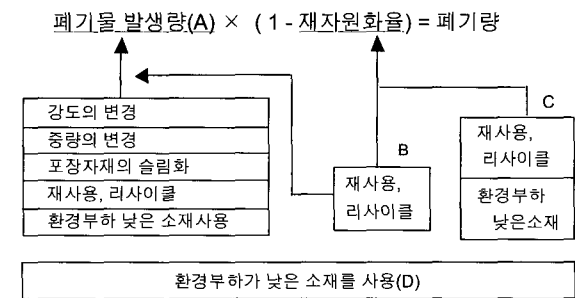 폐기물 발생량(A) × ( 1 - 재자원화율) = 폐기량
강도의 변경
중량의 변경
포장자재의 슬림화
재사용, 리사이클
환경부하 낮은 소재사용
B
재사용,
리사이클
C
재사용,
리사이클
환경부하
낮은소재
환경부하가 낮은 소재를 사용(D)